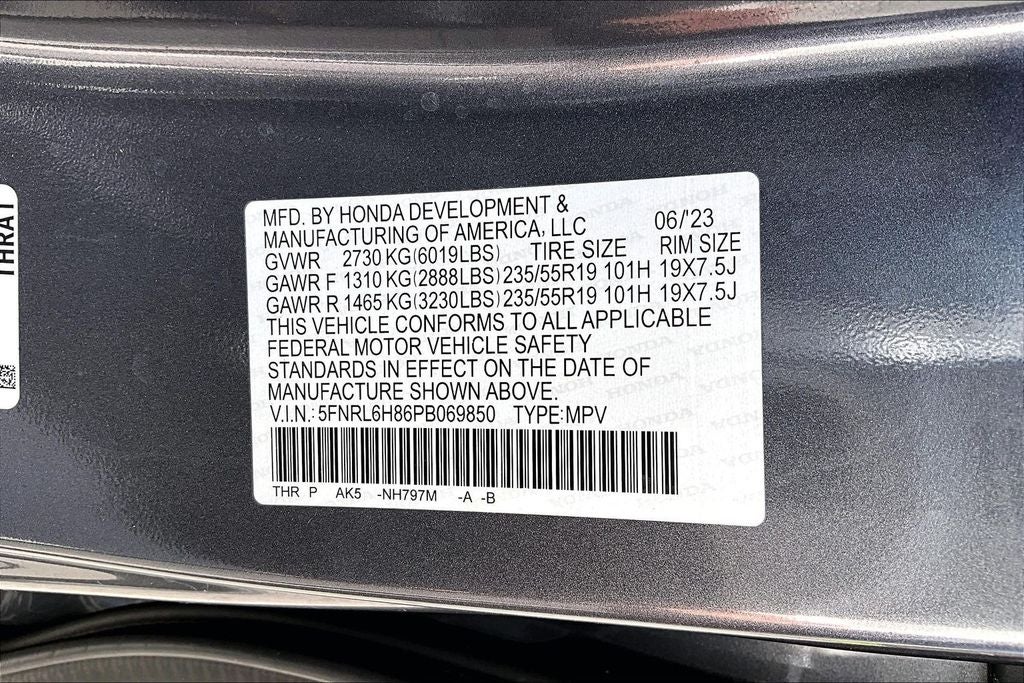 MFD. BY HONDA DEVELOPMENT &
MANUFACTURING OF AMERICA, LLC 06/'23
GVWR 2730 KG(6019LBS) TIRE SIZE RIM SIZE
GAWR F 1310 KG(2888LBS) 235/55R19 101H 19X7.5J
GAWR R 1465 KG(3230LBS) 235/55R19 101H 19X7.5J
THIS VEHICLE CONFORMS TO ALL APPLICABLE
FEDERAL MOTOR VEHICLE SAFETY
STANDARDS IN EFFECT ON THE DATE OF
MANUFACTURE SHOWN ABOVE.
V.I.N.: 5FNRL6H86PB069850 TYPE:MPV
THR P AK5 -NH797M -A -B
THRA1